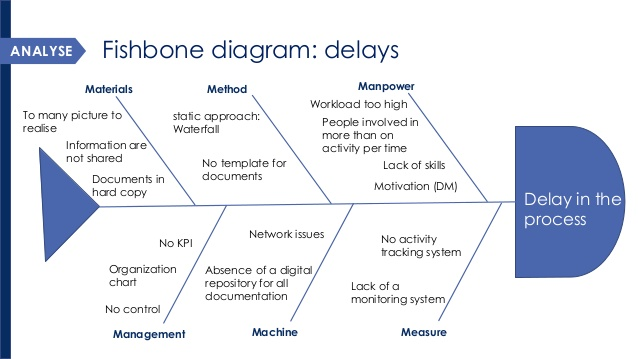 ANALYSE
Fishbone diagram: delays
Materials
Method
Manpower
To many picture to
realise
Information are
not shared
Documents in
hard copy
static approach:
Waterfall
No template for
documents
Workload too high
People involved in
more than on
activity per time
Lack of skills
Motivation (DM)
Delay in the
process
No KPI
Organization
chart
No control
Network issues
Absence of a digital
repository for all
documentation
No activity
tracking system
Lack of a
monitoring system
Management
Machine
Measure